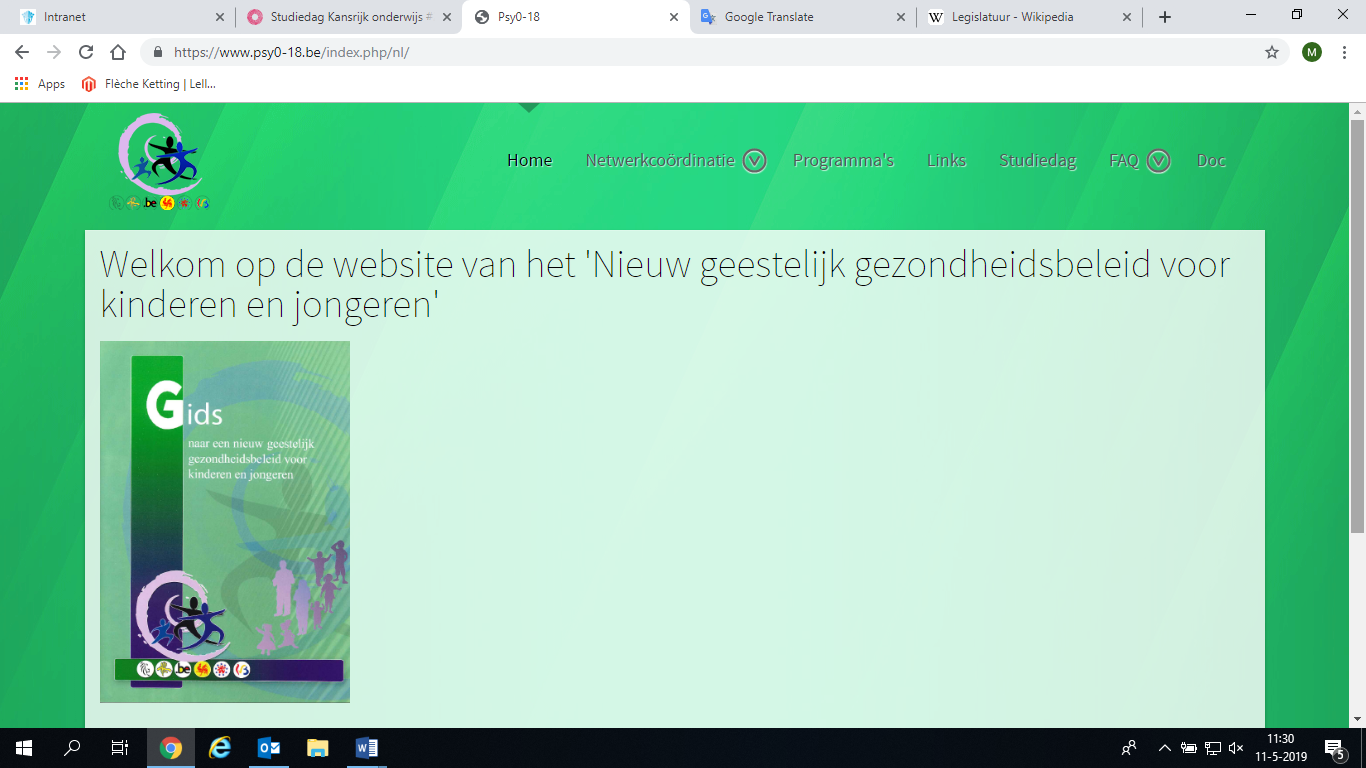 Intranet
Studiedag Kansrijk onderwijs #
Psy0-18
Google Translate
Legislatuur - Wikipedia
https://www.psy0-18.be/index.php/nl/
M
Apps
Flèche Ketting | Lell...
Home
Netwerkcoördinatie
Programma's
Links
Studiedag
FAQ
Doc
.be
Welkom op de website van het 'Nieuw geestelijk gezondheidsbeleid voor
kinderen en jongeren'
Gids
naar een nieuw geestelijk
gezondheidsbeleid voor
kinderen en jongeren
.be
11:30
11-5-2019
5